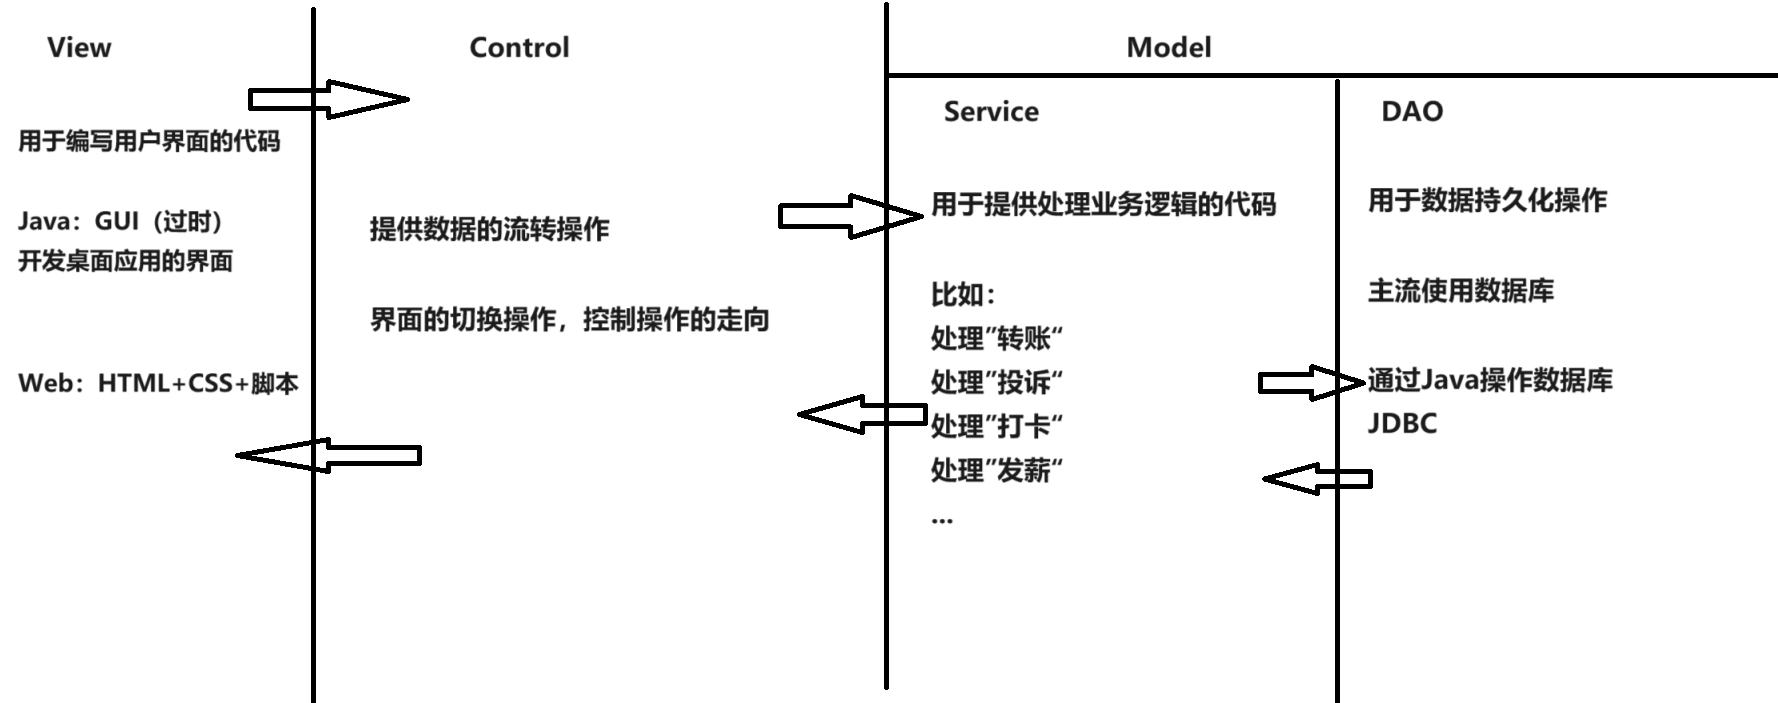 View
用于编写用户界面的代码
Java：GUI（过时）
开发桌面应用的界面
Web：HTML+CSS+脚本
Control
提供数据的流转操作
界面的切换操作，控制操作的走向
Model
Service
用于提供处理业务逻辑的代码
比如：
处理”转账“
处理”投诉“
处理”打卡“
处理”发薪“
...
DAO
用于数据持久化操作
主流使用数据库
通过Java操作数据库
JDBC